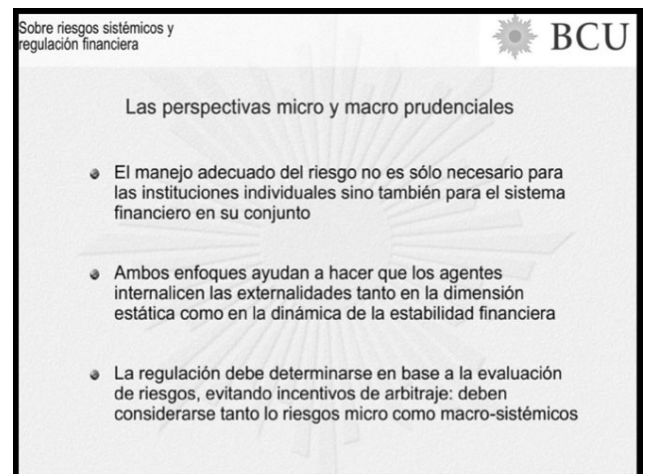 Sobre riesgos sistémicos y
regulación financiera
BCU
Las perspectivas micro y macro prudenciales
El manejo adecuado del riesgo no es sólo necesario para
las instituciones individuales sino también para el sistema
financiero en su conjunto
Ambos enfoques ayudan a hacer que los agentes
internalicen las externalidades tanto en la dimensión
estática como en la dinámica de la estabilidad financiera
La regulación debe determinarse en base a la evaluación
de riesgos, evitando incentivos de arbitraje: deben
considerarse tanto lo riesgos micro como macro-sistémicos